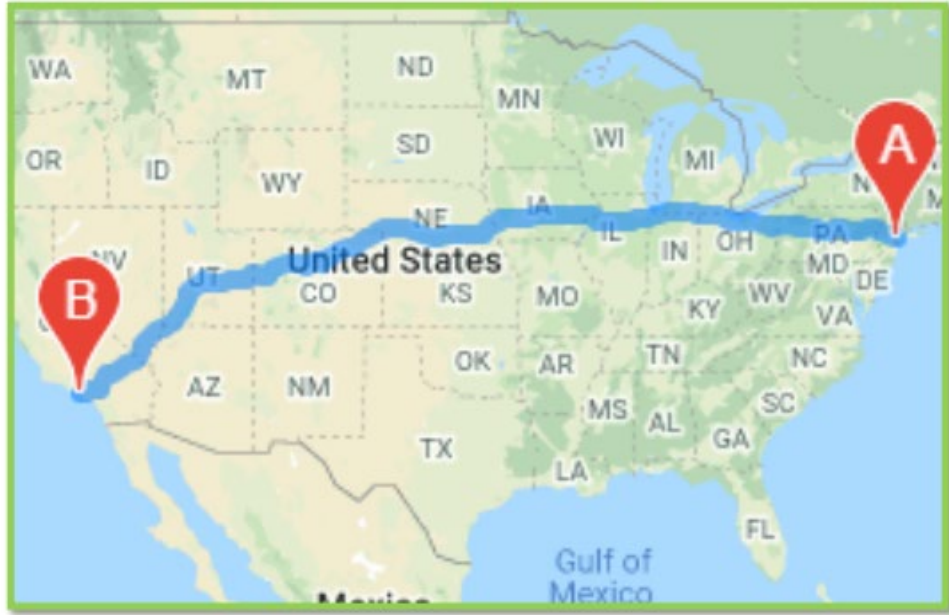 WA
MT
ND
MN
OR
ID
SD
WI
MI
A
WY
N
M
NE
IA
IL
IN
OH
PA
NV
UT
United States
MD
DE
B
CO
KS
MO
KY
WV
VA
AZ
NM
OK
AR
TN
NC
MS
AL
SC
GA
TX
LA
FL
Gulf of
Mexico
Mexico